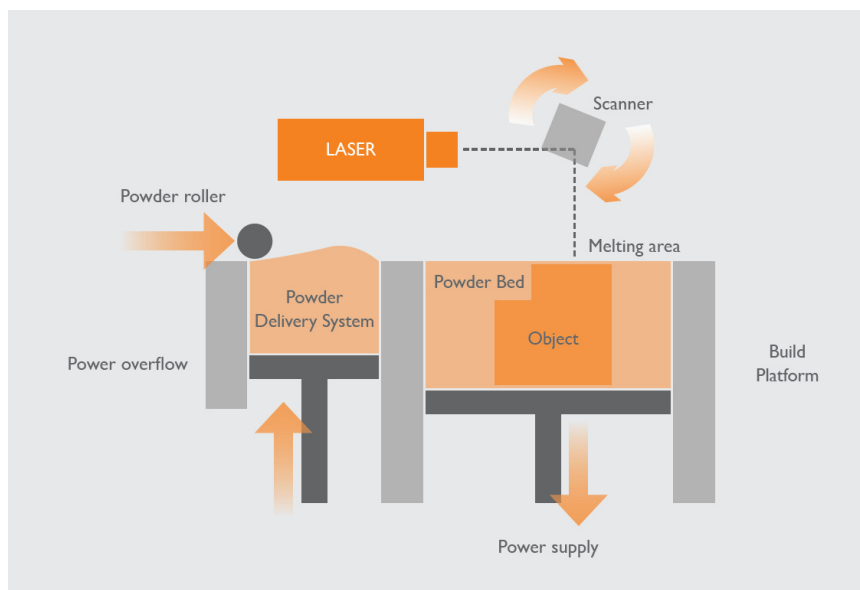 Scanner
LASER
Powder roller
Melting area
Powder Bed
Powder
Delivery System
Object
Power overflow
Build
Platform
Power supply